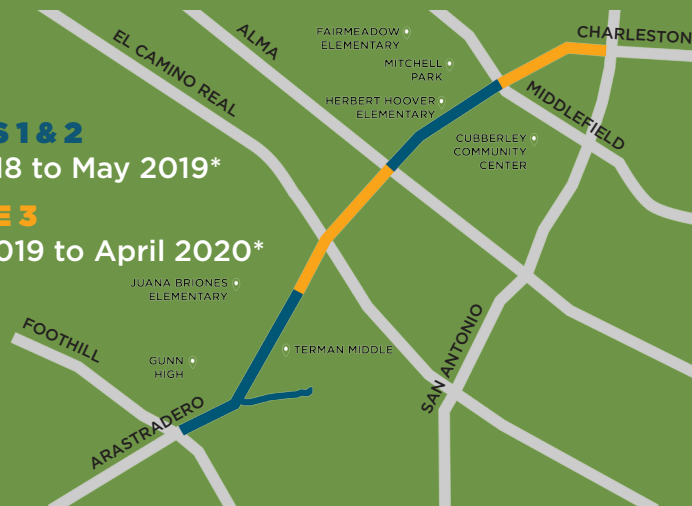 S 1 & 2
18 to May 2019*
E 3
019 to April 2020*
EL CAMINO REAL
ALMA
FAIRMEADOW
ELEMENTARY
MITCHELL
PARK
HERBERT HOOVER
ELEMENTARY
CHARLESTON
MIDDLEFIELD
CUBBERLEY
COMMUNITY
CENTER
JUANA BRIONES
ELEMENTARY
FOOTHILL
GUNN
HIGH
TERMAN MIDDLE
SAN ANTONIO
ARASTRADERO